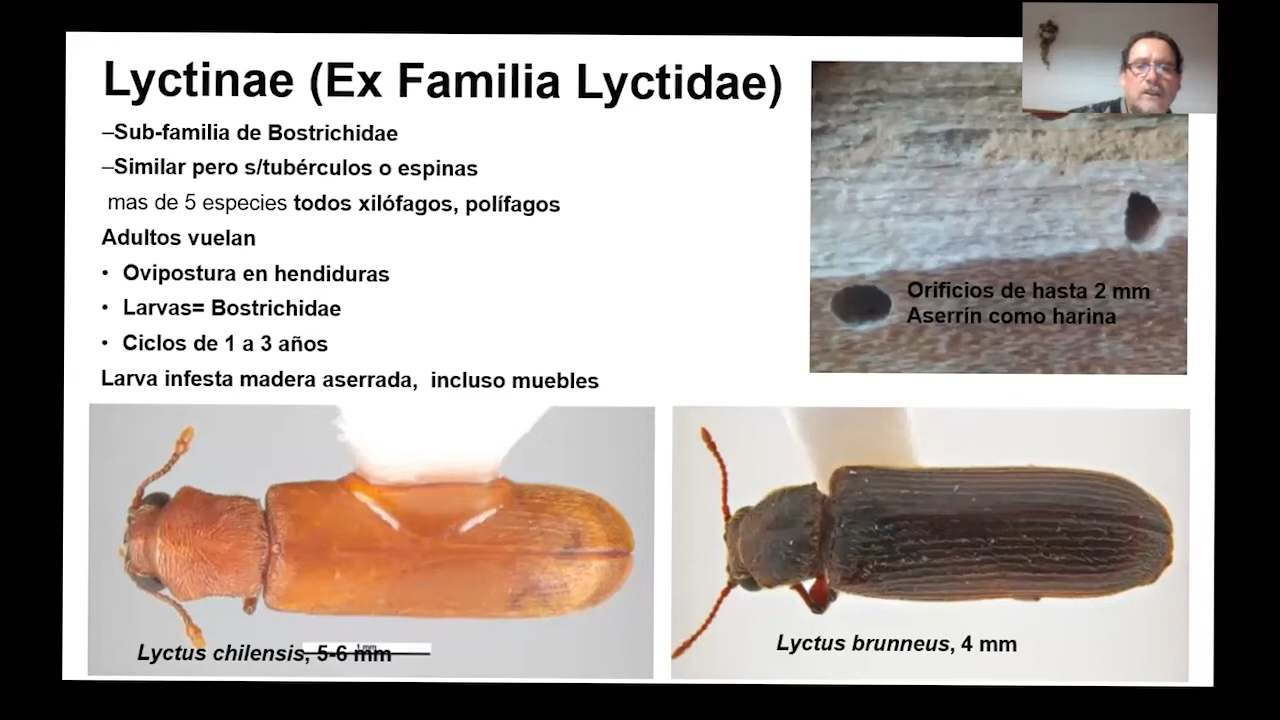 Lyctinae (Ex Familia Lyctidae)
–Sub-familia de Bostrichidae
–Similar pero s/tubérculos o espinas
mas de 5 especies todos xilófagos, polífagos
Adultos vuelan
• Ovipostura en hendiduras
• Larvas= Bostrichidae
• Ciclos de 1 a 3 años
Larva infesta madera aserrada, incluso muebles
Orificios de hasta 2 mm
Aserrín como harina
1 mm
Lyctus chilensis, 5-6 mm
Lyctus brunneus, 4 mm